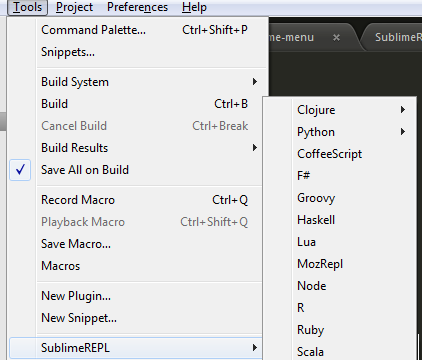 Tools Project Preferences Help
Command Palette... Ctrl+Shift+P
Snippets...
Build System
Build Ctrl+B
Cancel Build Ctrl+Break
Build Results
Save All on Build
Record Macro Ctrl+Q
Playback Macro Ctrl+Shift+Q
Save Macro...
Macros
New Plugin...
New Snippet...
SublimeREPL
me-menu
SublimeR
Clojure
Python
CoffeeScript
F#
Groovy
Haskell
Lua
MozRepl
Node
R
Ruby
Scala